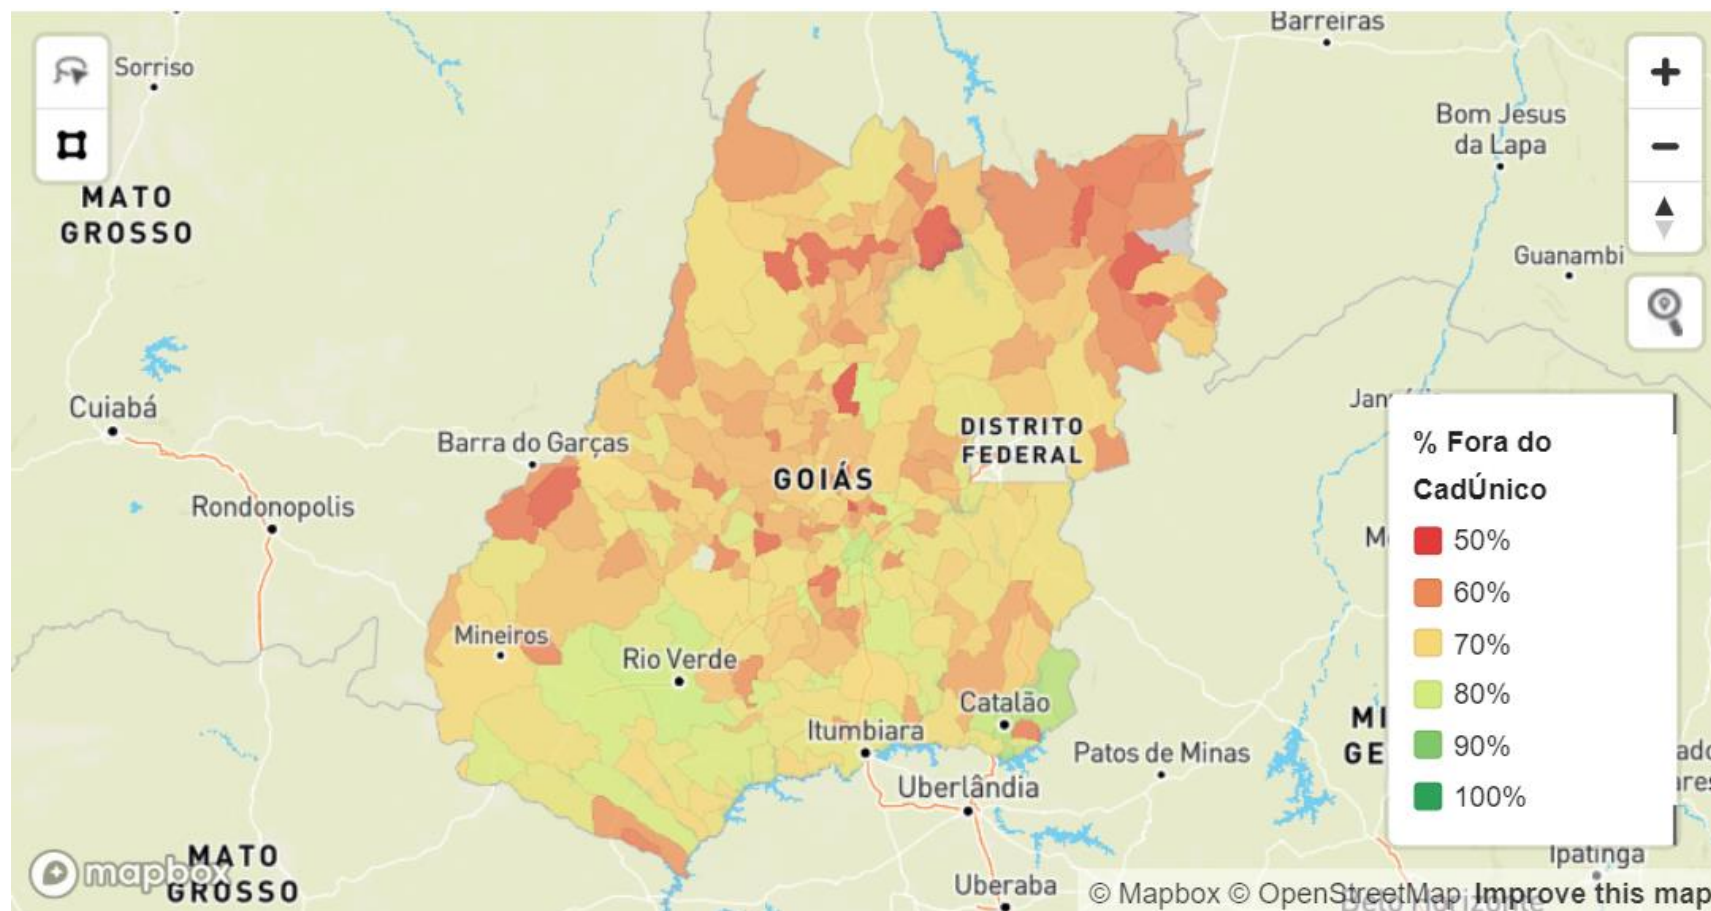 Barreiras
Sorriso
Bom Jesus
da Lapa
MATO
GROSSO
Guanambi
Cuiabá
Barra do Garças
DISTRITO
FEDERAL
GOIÁS
Rondonopolis
% Fora do
CadÚnico
50%
60%
70%
80%
90%
100%
Mineiros
Rio Verde
Catalão
Itumbiara
Patos de Minas
Uberlândia
MATO
GROSSO
mapbox
Ipatinga
Uberaba
© Mapbox © OpenStreetMap Improve this map